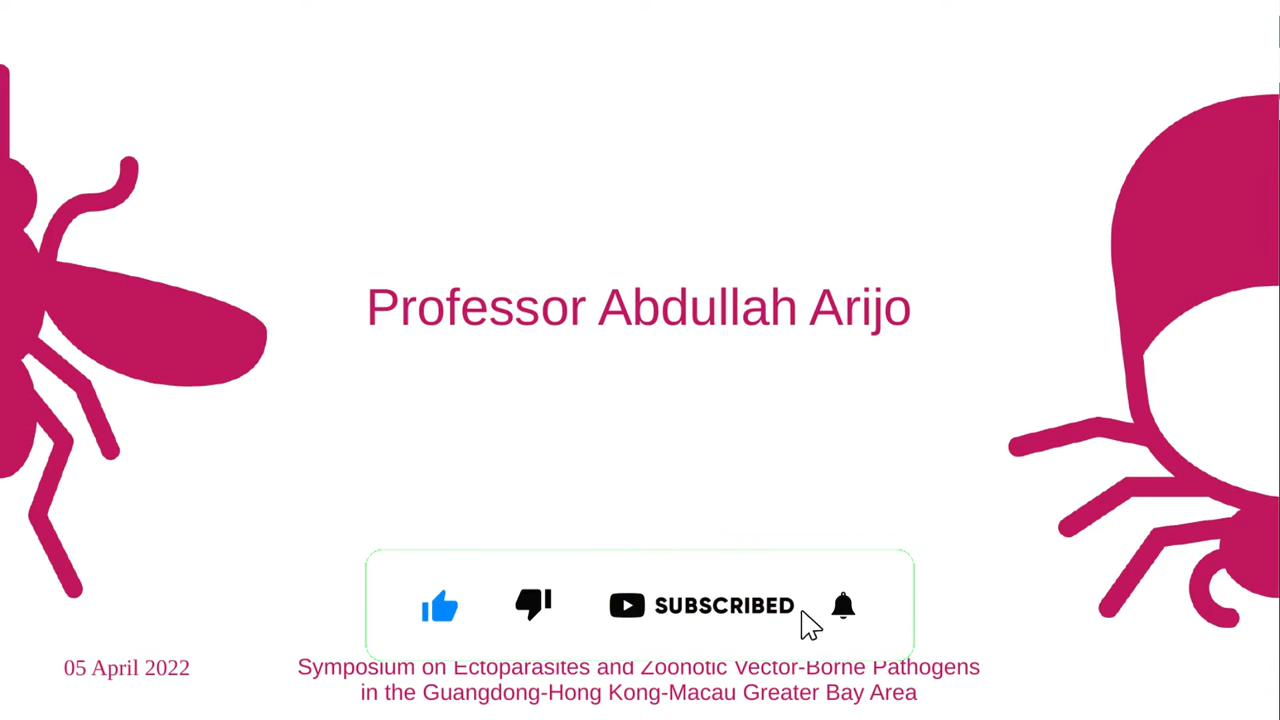 Professor Abdullah Arijo
SUBSCRIBED
05 April 2022
Symposium on Ectoparasites and Zoonotic Vector-Borne Pathogens
in the Guangdong-Hong Kong-Macau Greater Bay Area